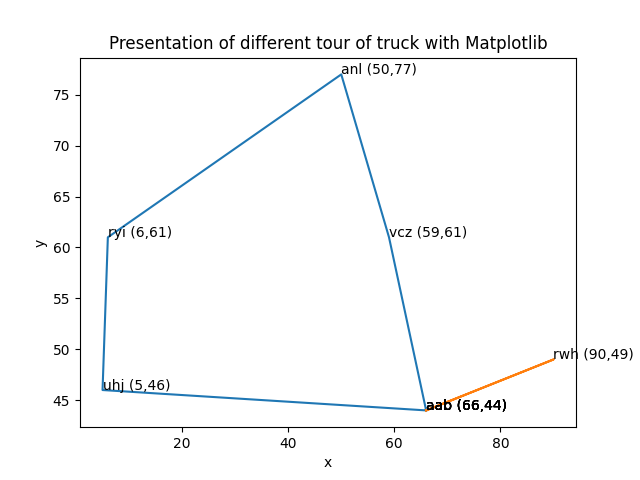 Presentation of different tour of truck with Matplotlib
anl (50,77)
75
70
65
ryi (6,61)
vcz (59,61)
60
y
55
rwh (90,49)
50
uhj (5,46)
aab (66,44)
45
20
40
60
80
x